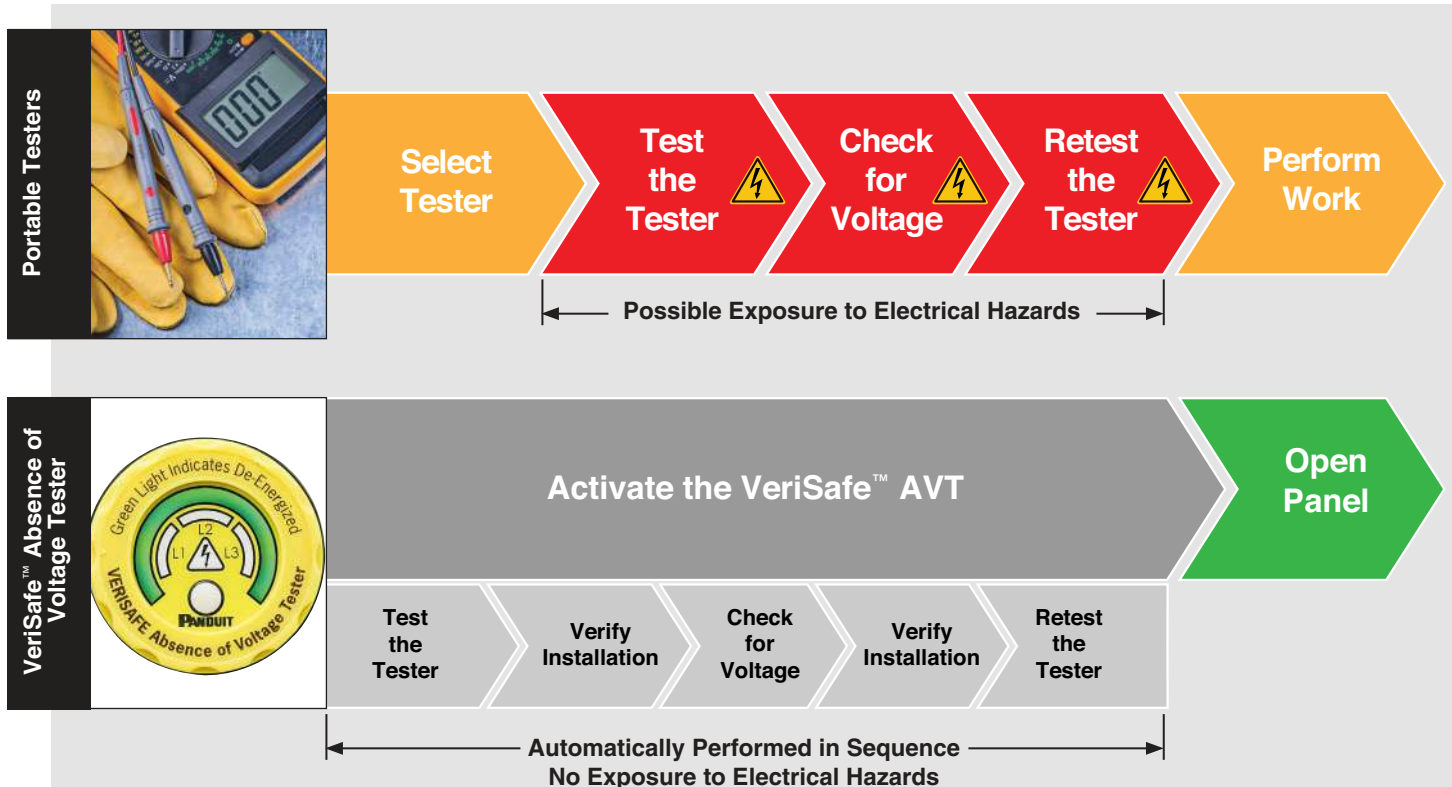 Portable Testers
000
Select
Tester
Test
the
Tester
Check
for
Voltage
Retest
the
Tester
Perform
Work
Possible Exposure to Electrical Hazards
VeriSafe™ Absence of
Voltage Tester
Green Light Indicates De-Energized
L1
L2
L3
PANDUIT
VERISAFE Absence of Voltage Tester
Activate the VeriSafe™ AVT
Open
Panel
Test
the
Tester
Verify
Installation
Check
for
Voltage
Verify
Installation
Retest
the
Tester
Automatically Performed in Sequence
No Exposure to Electrical Hazards